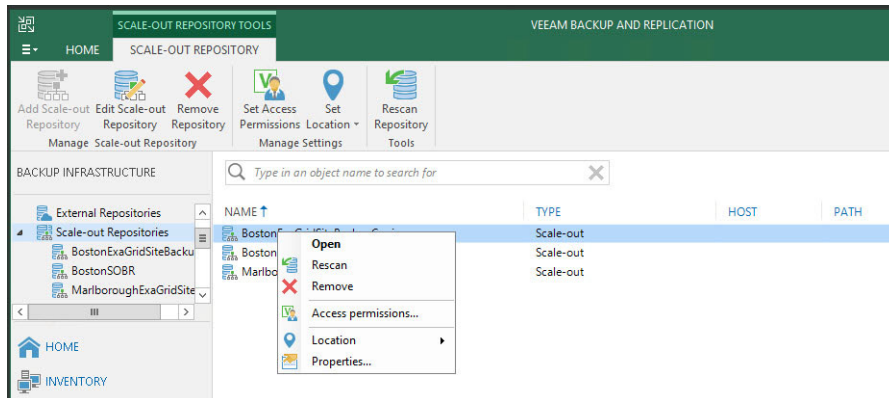 SCALE-OUT REPOSITORY TOOLS
VEEAM BACKUP AND REPLICATION
HOME
SCALE-OUT REPOSITORY
Add Scale-out Repository
Edit Scale-out Repository
Remove Repository
Set Access Permissions
Set Location
Rescan Repository
Manage Scale-out Repository
Manage Settings
Tools
BACKUP INFRASTRUCTURE
Type in an object name to search for
External Repositories
Scale-out Repositories
BostonExaGridSiteBacku
BostonSOBR
MarlboroughExaGridSite
HOME
INVENTORY
NAME
TYPE
HOST
PATH
Scale-out
Boston
Scale-out
Marlbo
Scale-out
Open
Rescan
Remove
Access permissions...
Location
Properties...